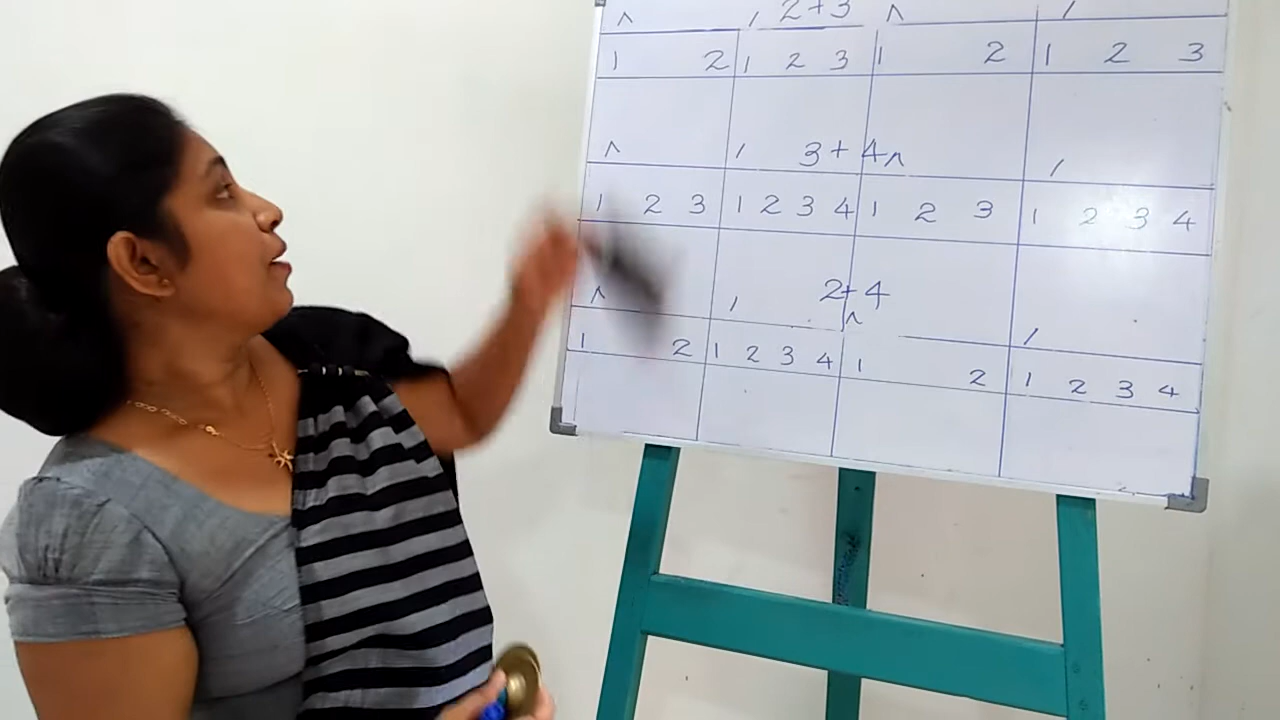 ^ / 2+3 ^ /
1 2 1 2 3 1 2 1 2 3
^ / 3+4 ^ /
1 2 3 1 2 3 4 1 2 3 1 2 3 4
^ / 2+4 ^ /
1 2 1 2 3 4 1 2 1 2 3 4